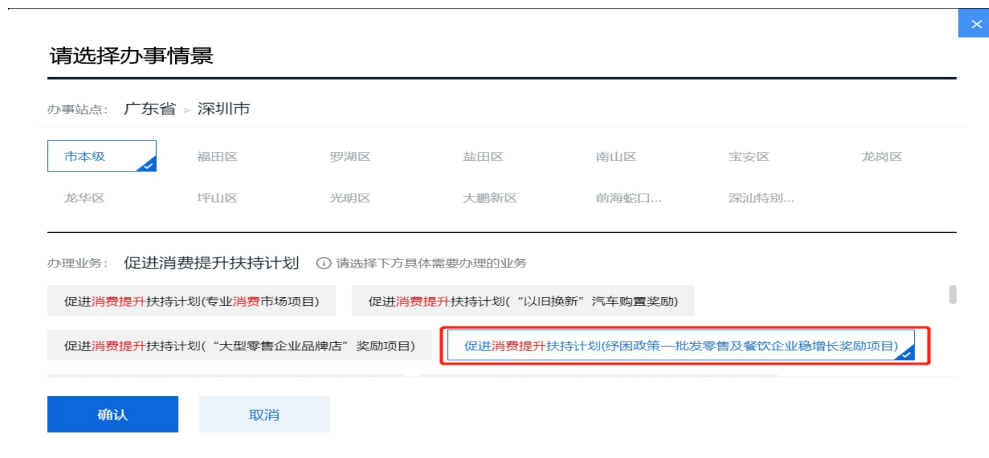 请选择办事情景
办事站点: 广东省 > 深圳市
市本级 福田区 罗湖区 盐田区 南山区 宝安区 龙岗区
龙华区 坪山区 光明区 大鹏新区 前海蛇口... 深汕特别...
办理业务: 促进消费提升扶持计划 请选择下方具体需要办理的业务
促进消费提升扶持计划(专业消费市场项目) 促进消费提升扶持计划(“以旧换新”汽车购置奖励)
促进消费提升扶持计划(“大型零售企业品牌店”奖励项目) 促进消费提升扶持计划(纾困政策—批发零售及餐饮企业稳增长奖励项目)
确认 取消